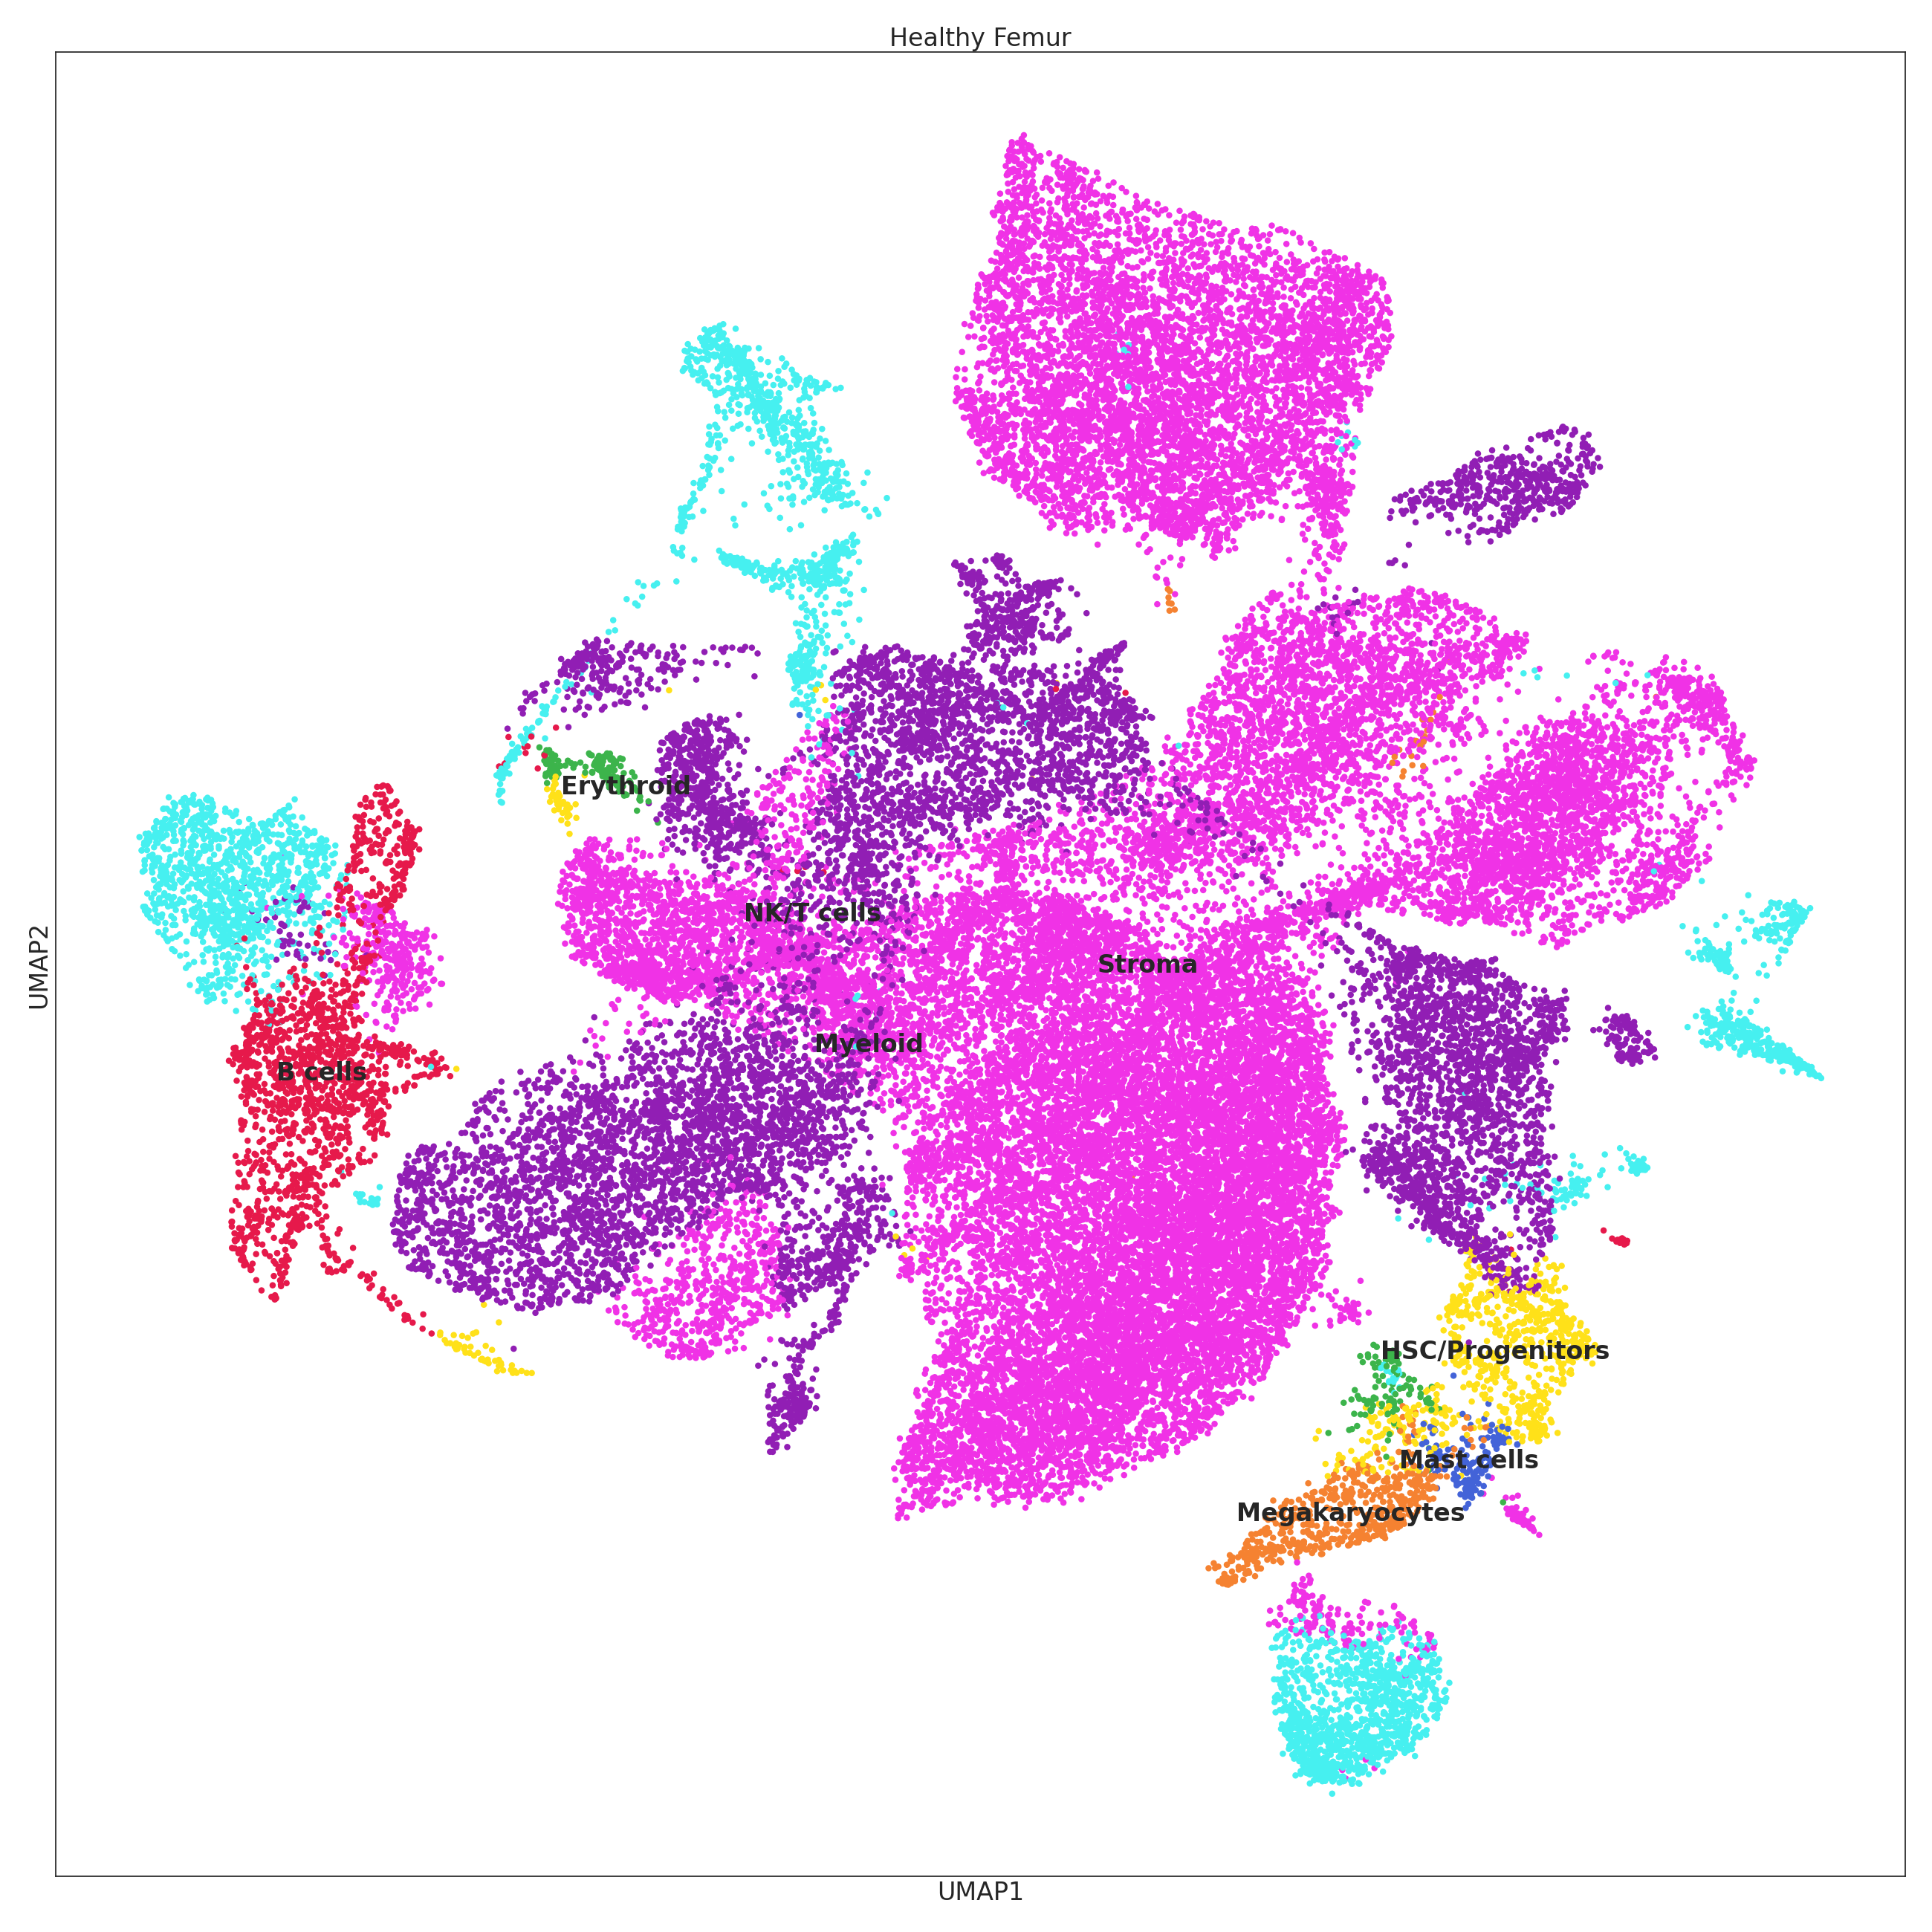 Healthy Femur
Erythroid
NK/T cells
Stroma
Myeloid
B cells
HSC/Progenitors
Mast cells
Megakaryocytes
UMAP2
UMAP1